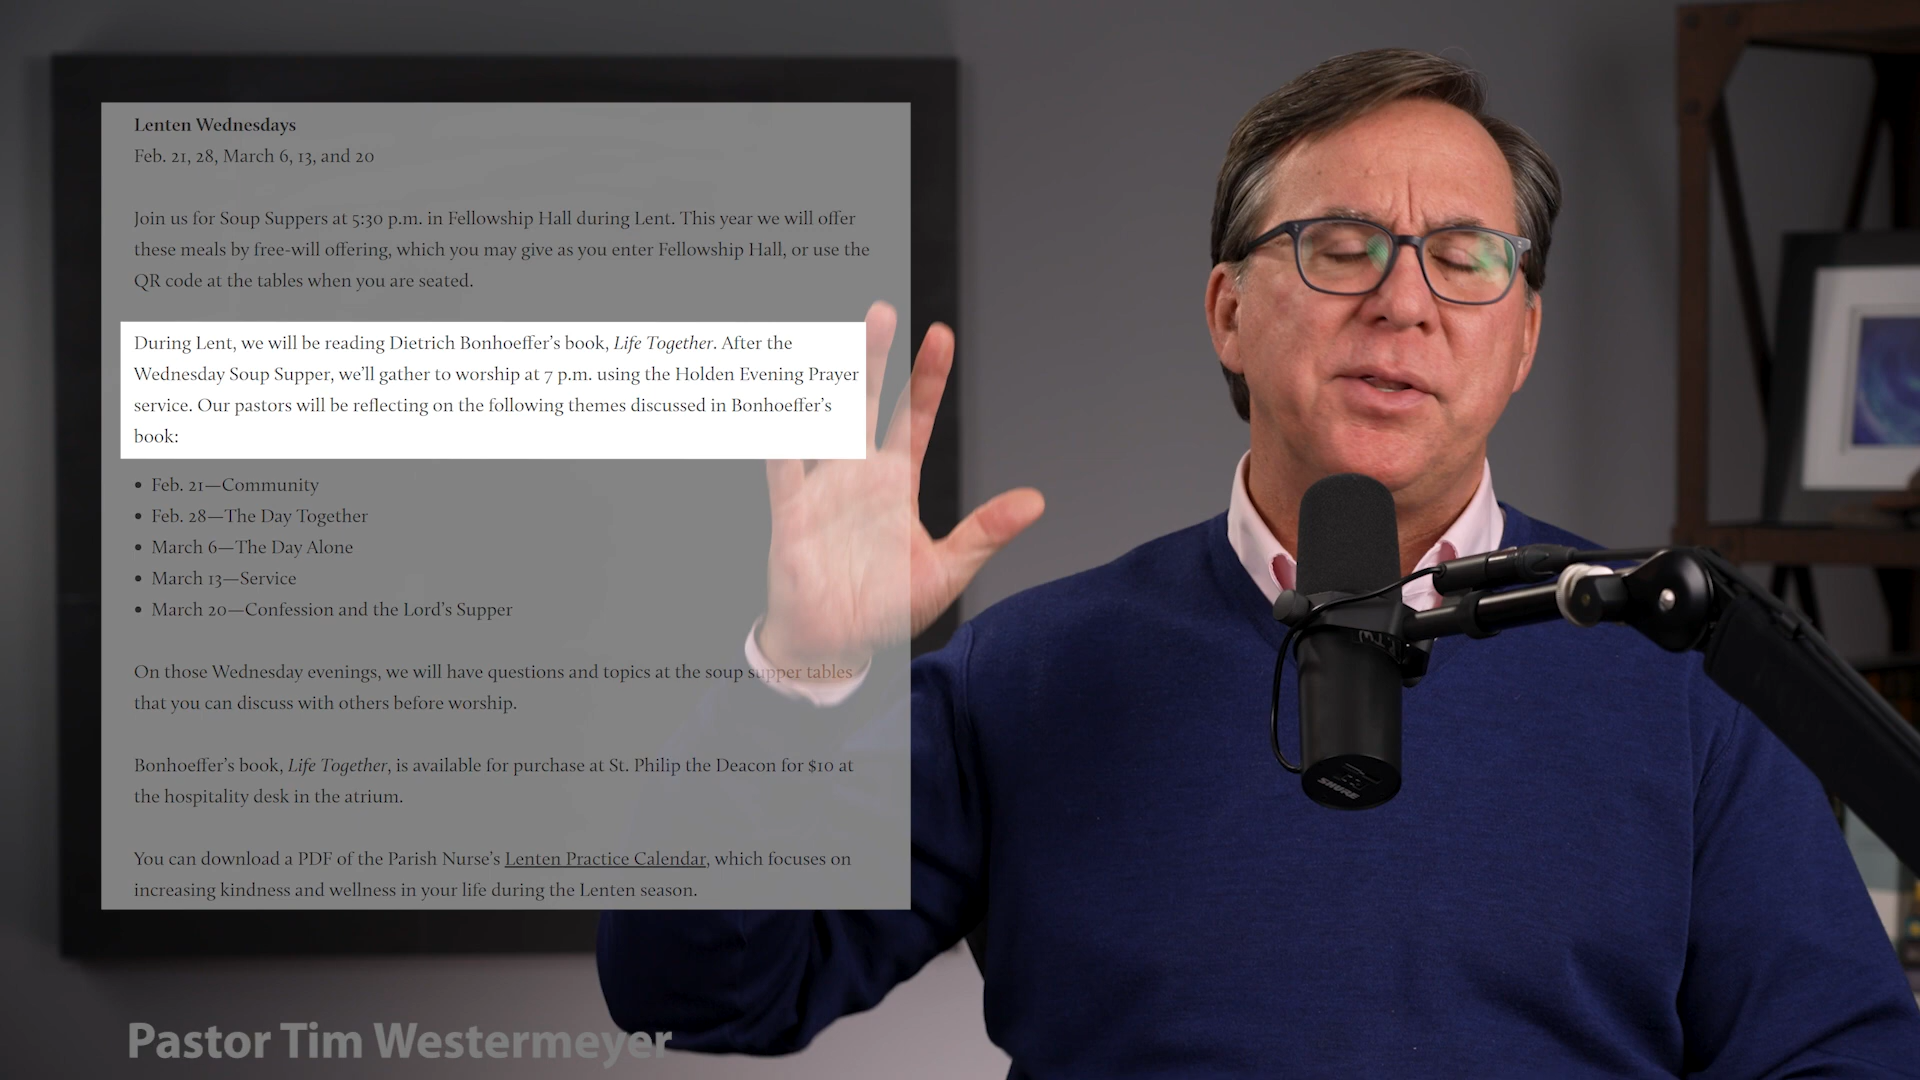 Lenten Wednesdays
Feb. 21, 28, March 6, 13, and 20
Join us for Soup Suppers at 5:30 p.m. in Fellowship Hall during Lent. This year we will offer
these meals by free-will offering, which you may give as you enter Fellowship Hall, or use the
QR code at the tables when you are seated.
During Lent, we will be reading Dietrich Bonhoeffer's book, Life Together. After the
Wednesday Soup Supper, we'll gather to worship at 7 p.m. using the Holden Evening Prayer
service. Our pastors will be reflecting on the following themes discussed in Bonhoeffer's
book:
• Feb. 21—Community
• Feb. 28—The Day Together
• March 6—The Day Alone
• March 13—Service
• March 20—Confession and the Lord's Supper
On those Wednesday evenings, we will have questions and topics at the soup supper tables
that you can discuss with others before worship.
Bonhoeffer's book, Life Together, is available for purchase at St. Philip the Deacon for $10 at
the hospitality desk in the atrium.
You can download a PDF of the Parish Nurse's Lenten Practice Calendar, which focuses on
increasing kindness and wellness in your life during the Lenten season.
SHURE
Pastor Tim Westermeyer